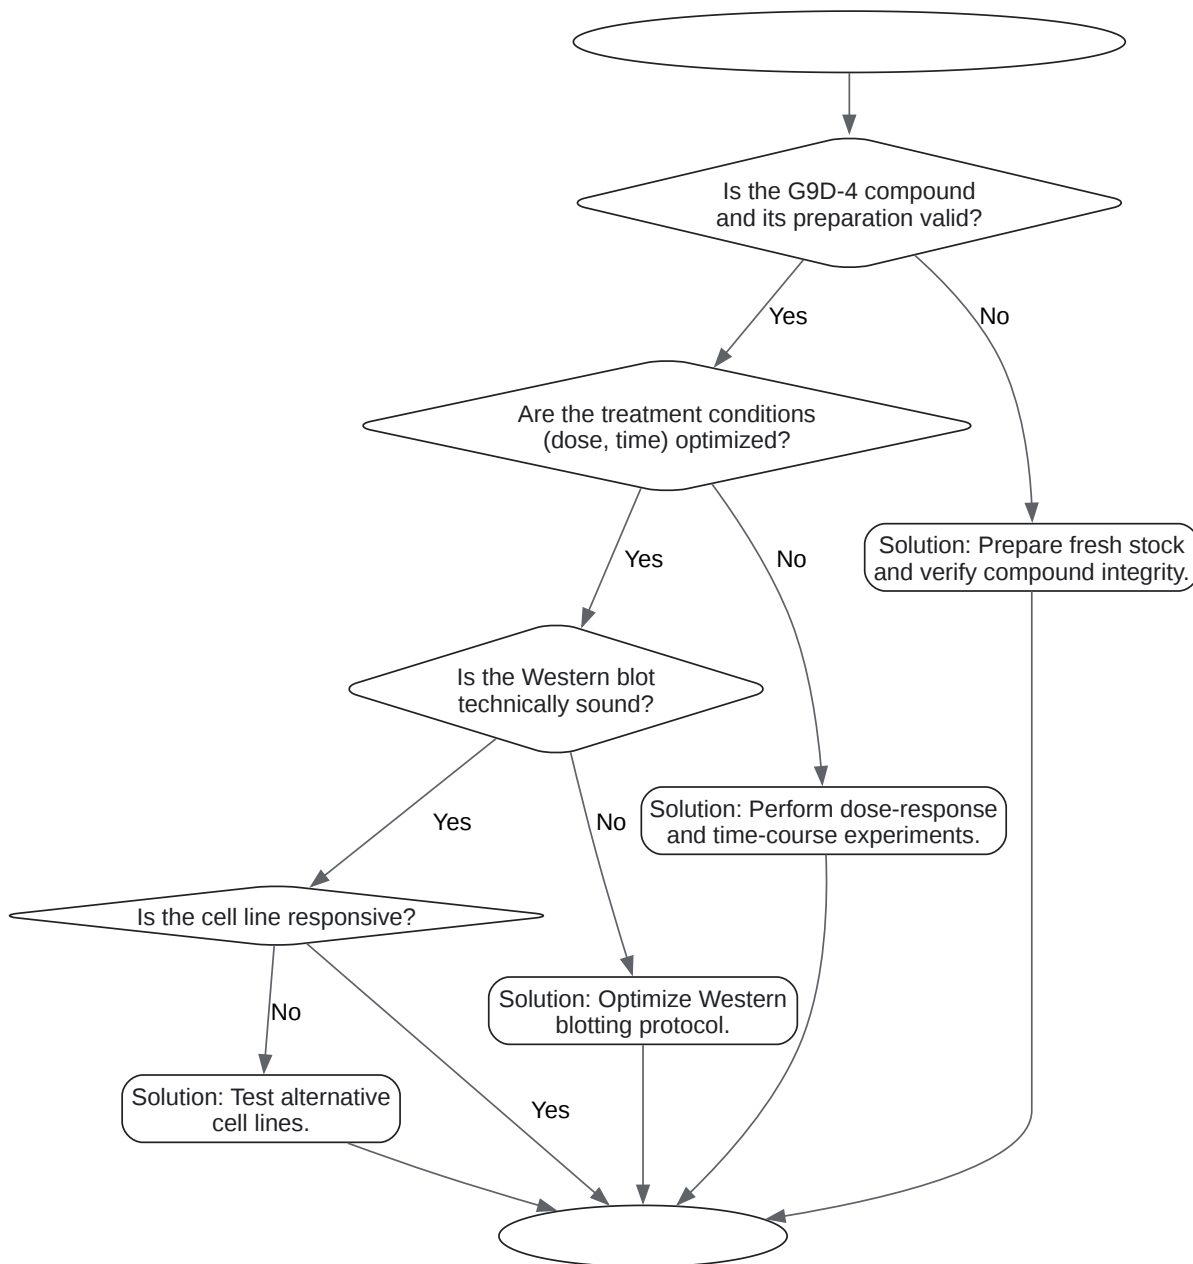 Is the G9D-4 compound
and its preparation valid?
Yes
No
Are the treatment conditions
(dose, time) optimized?
Yes
No
Solution: Prepare fresh stock
and verify compound integrity.
Is the Western blot
technically sound?
Yes
No
Solution: Perform dose-response
and time-course experiments.
Is the cell line responsive?
No
Yes
Solution: Optimize Western
blotting protocol.
Solution: Test alternative
cell lines.